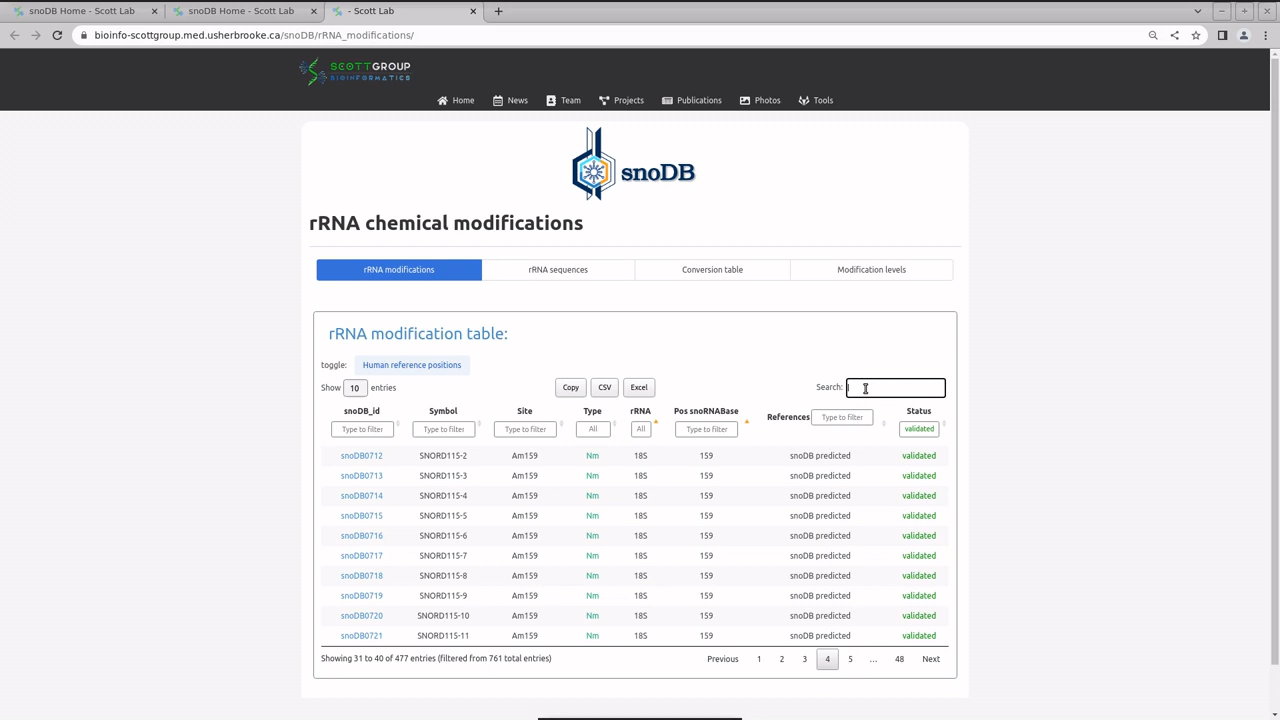 snoDB Home - Scott Lab
snoDB Home - Scott Lab
- Scott Lab
bioinfo-scottgroup.med.usherbrooke.ca/snoDB/rRNA_modifications/
SCOTTGROUP
BIOINFORMATICS
Home News Team Projects Publications Photos Tools
snoDB
rRNA chemical modifications
rRNA modifications rRNA sequences Conversion table Modification levels
rRNA modification table:
toggle: Human reference positions
Show 10 entries Copy CSV Excel Search:
snoDB_id Symbol Site Type rRNA Pos snoRNABase References Type to filter Status
Type to filter Type to filter Type to filter All All Type to filter validated
snoDB0712 SNORD115-2 Am159 Nm 18S 159 snoDB predicted validated
snoDB0713 SNORD115-3 Am159 Nm 18S 159 snoDB predicted validated
snoDB0714 SNORD115-4 Am159 Nm 18S 159 snoDB predicted validated
snoDB0715 SNORD115-5 Am159 Nm 18S 159 snoDB predicted validated
snoDB0716 SNORD115-6 Am159 Nm 18S 159 snoDB predicted validated
snoDB0717 SNORD115-7 Am159 Nm 18S 159 snoDB predicted validated
snoDB0718 SNORD115-8 Am159 Nm 18S 159 snoDB predicted validated
snoDB0719 SNORD115-9 Am159 Nm 18S 159 snoDB predicted validated
snoDB0720 SNORD115-10 Am159 Nm 18S 159 snoDB predicted validated
snoDB0721 SNORD115-11 Am159 Nm 18S 159 snoDB predicted validated
Showing 31 to 40 of 477 entries (filtered from 761 total entries) Previous 1 2 3 4 5 … 48 Next